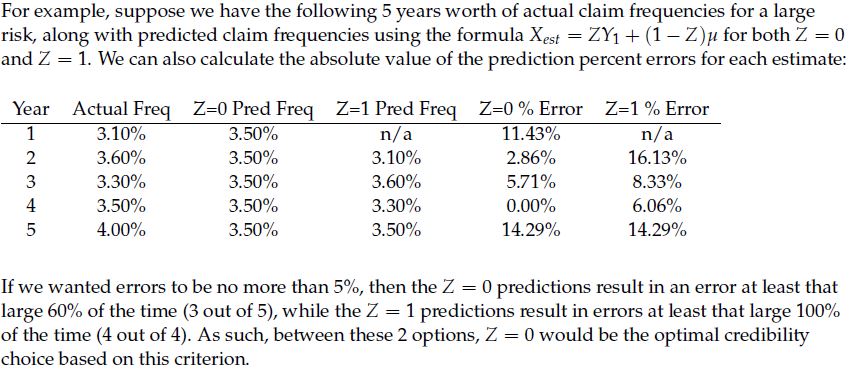 For example, suppose we have the following 5 years worth of actual claim frequencies for a large
risk, along with predicted claim frequencies using the formula Xest = ZY1 + (1 − Z)µ for both Z = 0
and Z = 1. We can also calculate the absolute value of the prediction percent errors for each estimate:
Year Actual Freq Z=0 Pred Freq Z=1 Pred Freq Z=0 % Error Z=1 % Error
1 3.10% 3.50% n/a 11.43% n/a
2 3.60% 3.50% 3.10% 2.86% 16.13%
3 3.30% 3.50% 3.60% 5.71% 8.33%
4 3.50% 3.50% 3.30% 0.00% 6.06%
5 4.00% 3.50% 3.50% 14.29% 14.29%
If we wanted errors to be no more than 5%, then the Z = 0 predictions result in an error at least that
large 60% of the time (3 out of 5), while the Z = 1 predictions result in errors at least that large 100%
of the time (4 out of 4). As such, between these 2 options, Z = 0 would be the optimal credibility
choice based on this criterion.